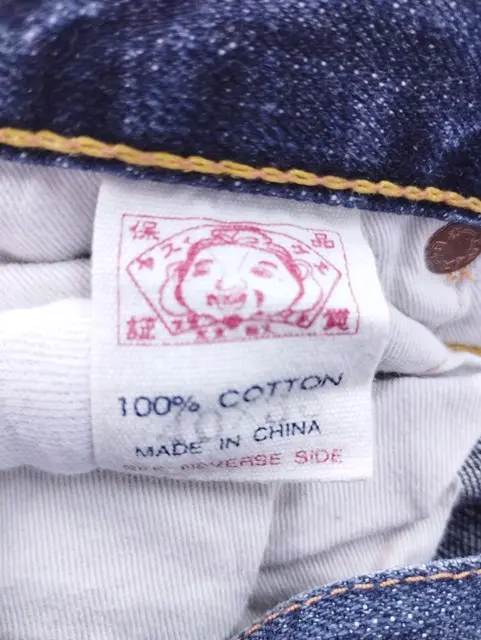 保 品
証 質
100% COTTON
MADE IN CHINA
SEE REVERSE SIDE